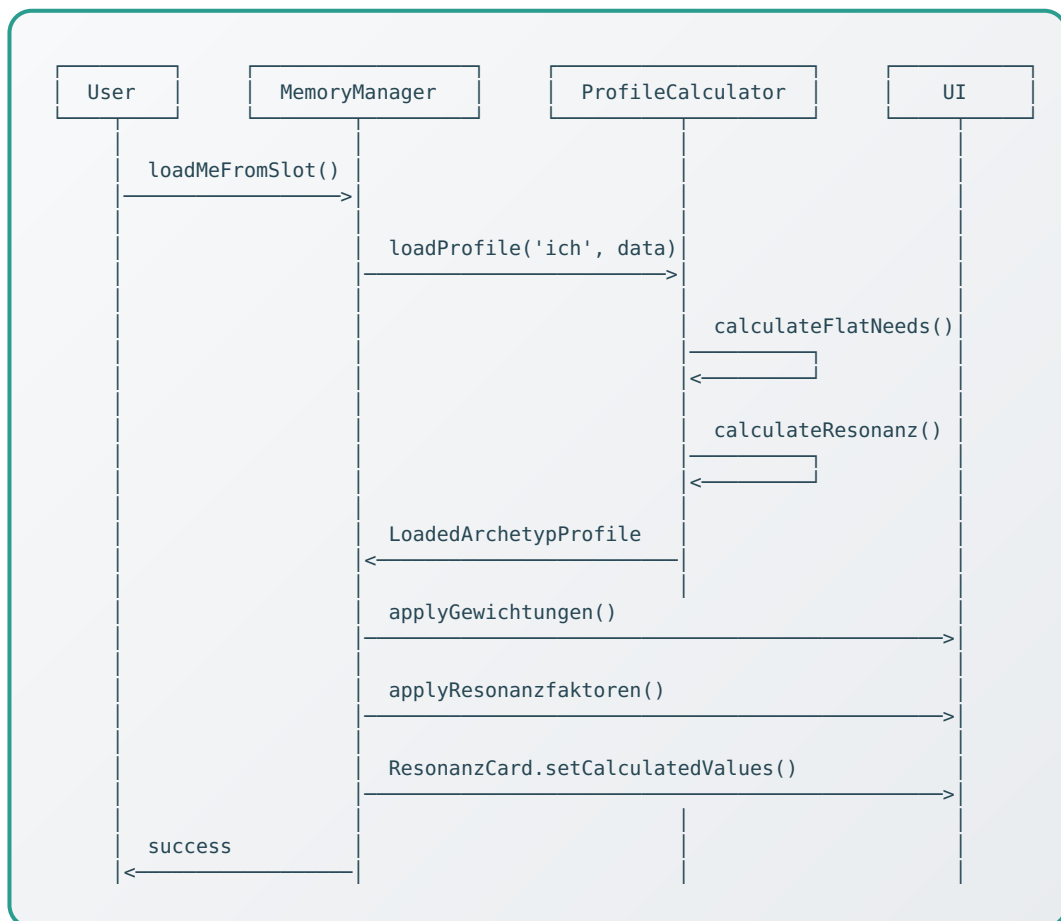 User MemoryManager ProfileCalculator UI
loadMeFromSlot()
loadProfile('ich', data)
calculateFlatNeeds()
calculateResonanz()
LoadedArchetypProfile
applyGewichtungen()
applyResonanzfaktoren()
ResonanzCard.setCalculatedValues()
success